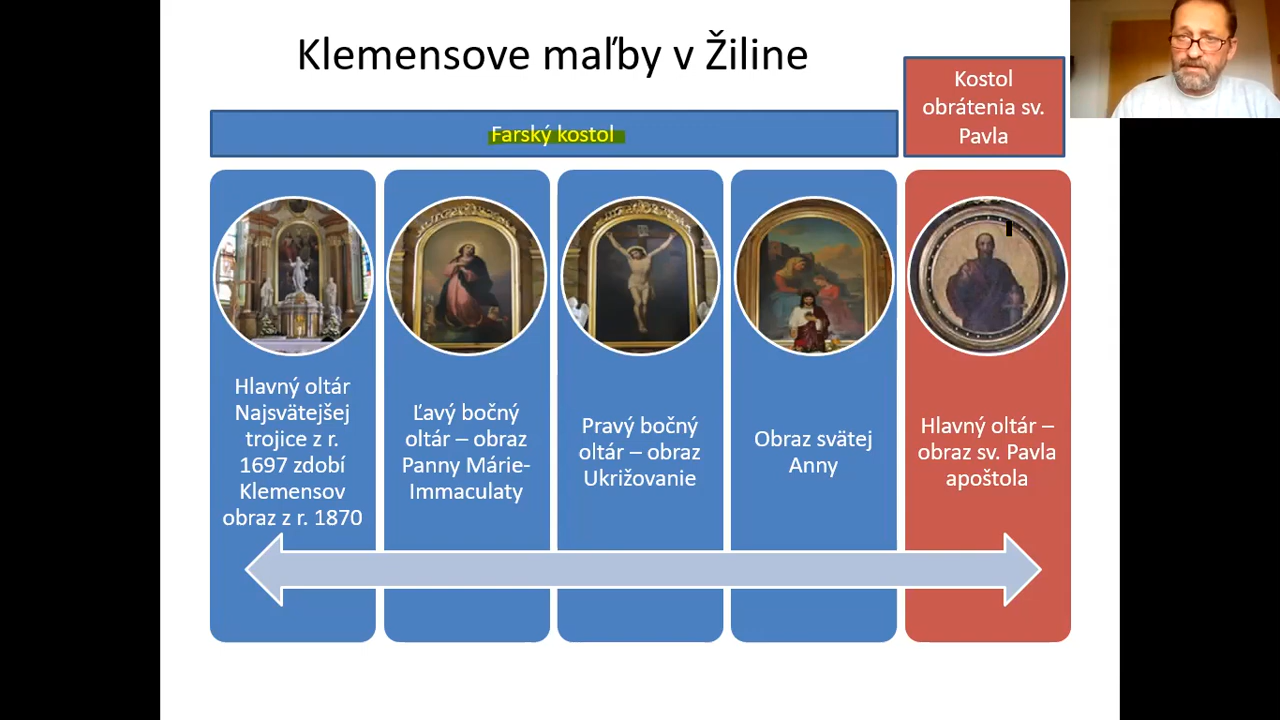 Klemensove maľby v Žiline
Farský kostol
Kostol
obrátenia sv.
Pavla
Hlavný oltár
Najsvätejšej
trojice z r.
1697 zdobí
Klemensov
obraz z r. 1870
Ľavý bočný
oltár – obraz
Panny Márie-
Immaculaty
Pravý bočný
oltár – obraz
Ukrižovanie
Obraz svätej
Anny
Hlavný oltár –
obraz sv. Pavla
apoštola